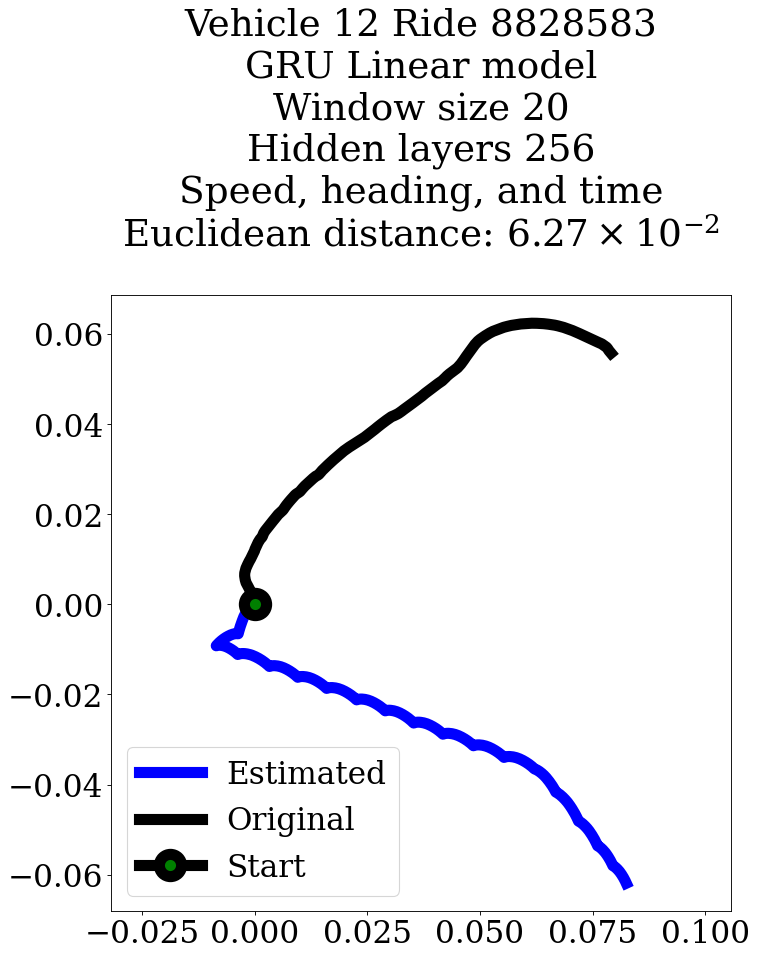 Vehicle 12 Ride 8828583
GRU Linear model
Window size 20
Hidden layers 256
Speed, heading, and time
Euclidean distance: 6.27 × 10⁻²
0.06
0.04
0.02
0.00
−0.02
−0.04
−0.06
Estimated
Original
Start
−0.025 0.000 0.025 0.050 0.075 0.100